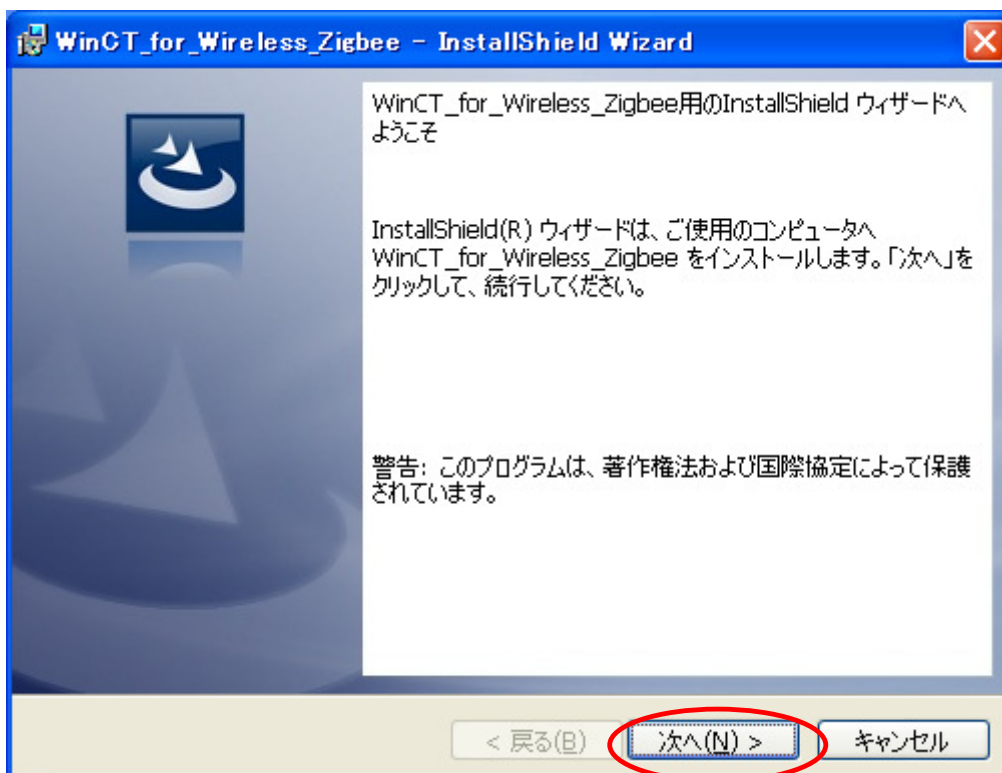 WinCT_for_Wireless_Zigbee - InstallShield Wizard
WinCT_for_Wireless_Zigbee用のInstallShield ウィザードへ
ようこそ
InstallShield(R) ウィザードは、ご使用のコンピュータへ
WinCT_for_Wireless_Zigbee をインストールします。「次へ」を
クリックして、続行してください。
警告: このプログラムは、著作権法および国際協定によって保護
されています。
< 戻る(B)
次へ(N) >
キャンセル